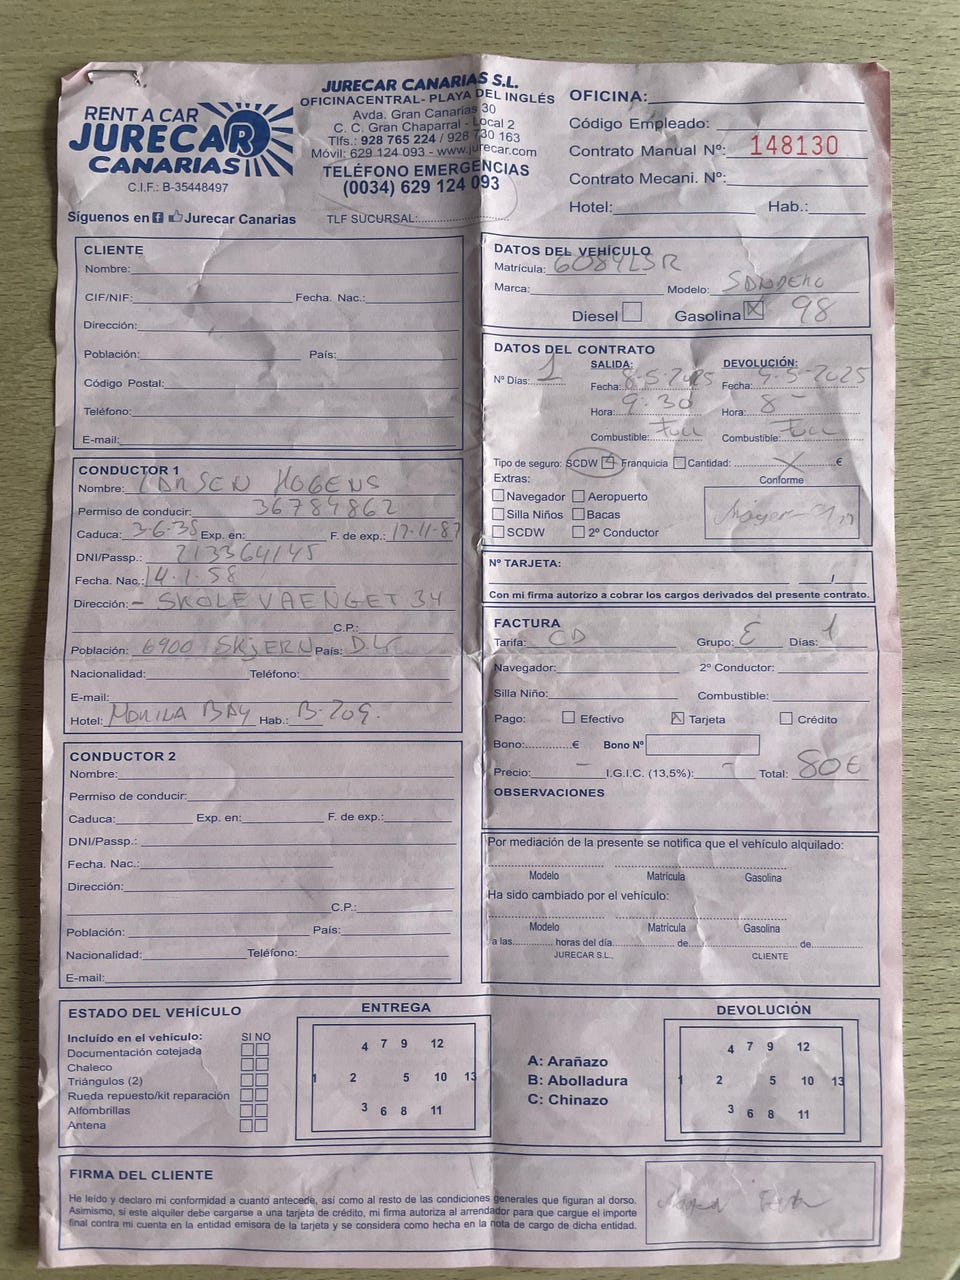 RENT A CAR
JURECAR
CANARIAS
C.I.F.: B-35448497
Síguenos en f Jurecar Canarias
JURECAR CANARIAS S.L.
OFICINACENTRAL- PLAYA DEL INGLÉS
Avda. Gran Canarias 30
C. C. Gran Chaparral - Local 2
Tlfs.: 928 765 224 / 928 730 163
Móvil: 629 124 093 - www.jurecar.com
TELÉFONO EMERGENCIAS
(0034) 629 124 093
TLF SUCURSAL:
OFICINA:
Código Empleado:
Contrato Manual Nº: 148130
Contrato Mecani. Nº:
Hotel: Hab.:
CLIENTE
Nombre:
CIF/NIF: Fecha. Nac.:
Dirección:
Población: País:
Código Postal:
Teléfono:
E-mail:
CONDUCTOR 1
Nombre: LARSEN MOGENS
Permiso de conducir: 36784862
Caduca: 3-6-38 Exp. en: F. de exp.: 17-11-87
DNI/Pasp.: 213364145
Fecha. Nac.: 14-1-58
Dirección: - SKOLEVAENGET 34
C.P.:
Población: 6900 SKJERN País:
Nacionalidad: Teléfono:
E-mail:
Hotel: MONICA BAY Hab.: B-209.
CONDUCTOR 2
Nombre:
Permiso de conducir:
Caduca: Exp. en: F. de exp.:
DNI/Pasp.:
Fecha. Nac.:
Dirección:
C.P.:
Población: País:
Nacionalidad: Teléfono:
E-mail:
DATOS DEL VEHÍCULO
Matrícula: 6084LSR
Marca: Modelo: SANDERO
Diesel Gasolina X 98
DATOS DEL CONTRATO
Nº Días: 1
SALIDA: DEVOLUCIÓN:
Fecha: 8-5-2025 Fecha: 9-5-2025
Hora: 9-30 Hora: 8-
Combustible: FULL Combustible: FULL
Tipo de seguro: SCDW Franquicia Cantidad: X €
Extras: Conforme
Navegador Aeropuerto
Silla Niños Bacas
SCDW 2º Conductor
Nº TARJETA:
/
Con mi firma autorizo a cobrar los cargos derivados del presente contrato.
FACTURA
Tarifa: CD Grupo: E Días: 1
Navegador: 2º Conductor:
Silla Niño: Combustible:
Pago: Efectivo X Tarjeta Crédito
Bono: € Bono Nº
Precio: - I.G.I.C. (13,5%): - Total: 80€
OBSERVACIONES
Por mediación de la presente se notifica que el vehículo alquilado:
Modelo Matrícula Gasolina
Ha sido cambiado por el vehículo:
Modelo Matrícula Gasolina
a las horas del día de de
JURECAR S.L., CLIENTE
ESTADO DEL VEHÍCULO
Incluído en el vehículo: SI NO
Documentación cotejada
Chaleco
Triángulos (2)
Rueda repuesto/kit reparación
Alfombrillas
Antena
ENTREGA
4 7 9 12
1 2 5 10 13
3 6 8 11
A: Arañazo
B: Abolladura
C: Chinazo
DEVOLUCIÓN
4 7 9 12
1 2 5 10 13
3 6 8 11
FIRMA DEL CLIENTE
He leído y declaro mi conformidad a cuanto antecede, así como al resto de las condiciones generales que figuran al dorso.
Asimismo, si este alquiler debe cargarse a una tarjeta de crédito, mi firma autoriza al arrendador para que cargue el importe
final contra mi cuenta en la entidad emisora de la tarjeta y se considera como hecha en la nota de cargo de dicha entidad.